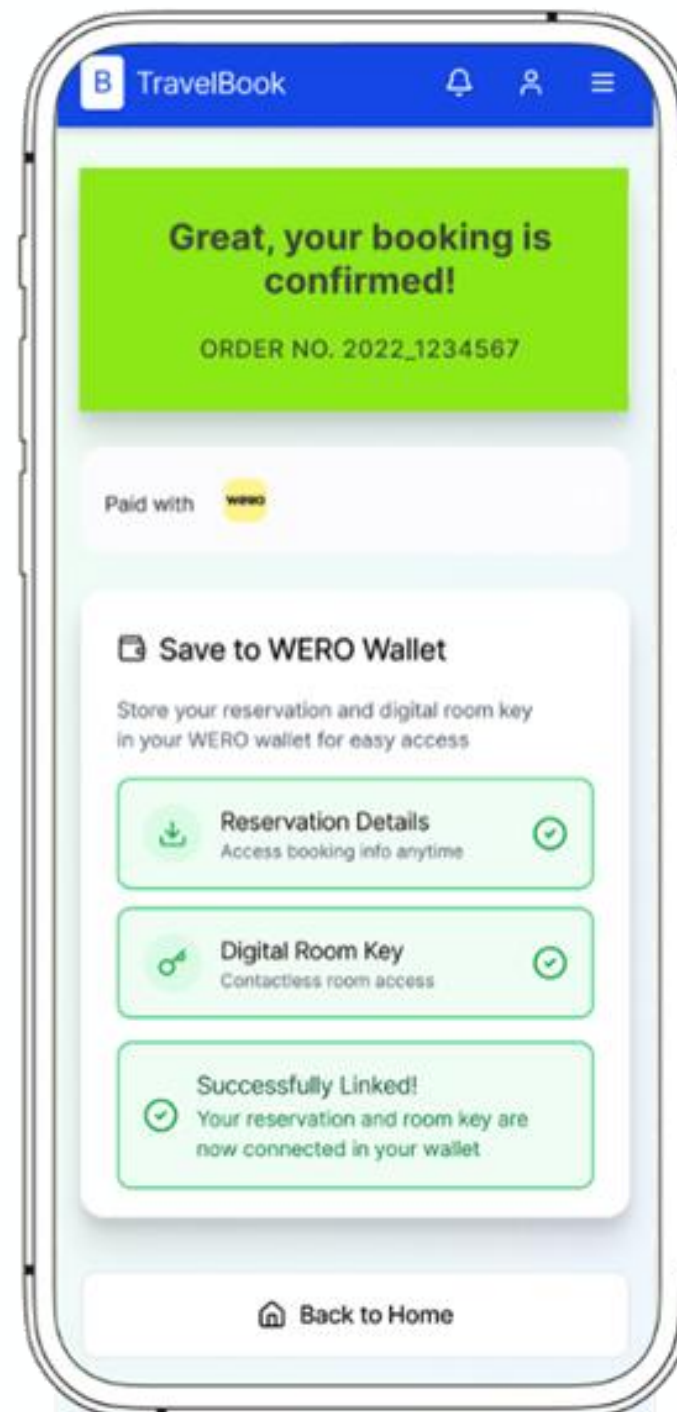 B TravelBook
Great, your booking is
confirmed!
ORDER NO. 2022_1234567
Paid with wero
Save to WERO Wallet
Store your reservation and digital room key
in your WERO wallet for easy access
Reservation Details
Access booking info anytime
Digital Room Key
Contactless room access
Successfully Linked!
Your reservation and room key are
now connected in your wallet
Back to Home